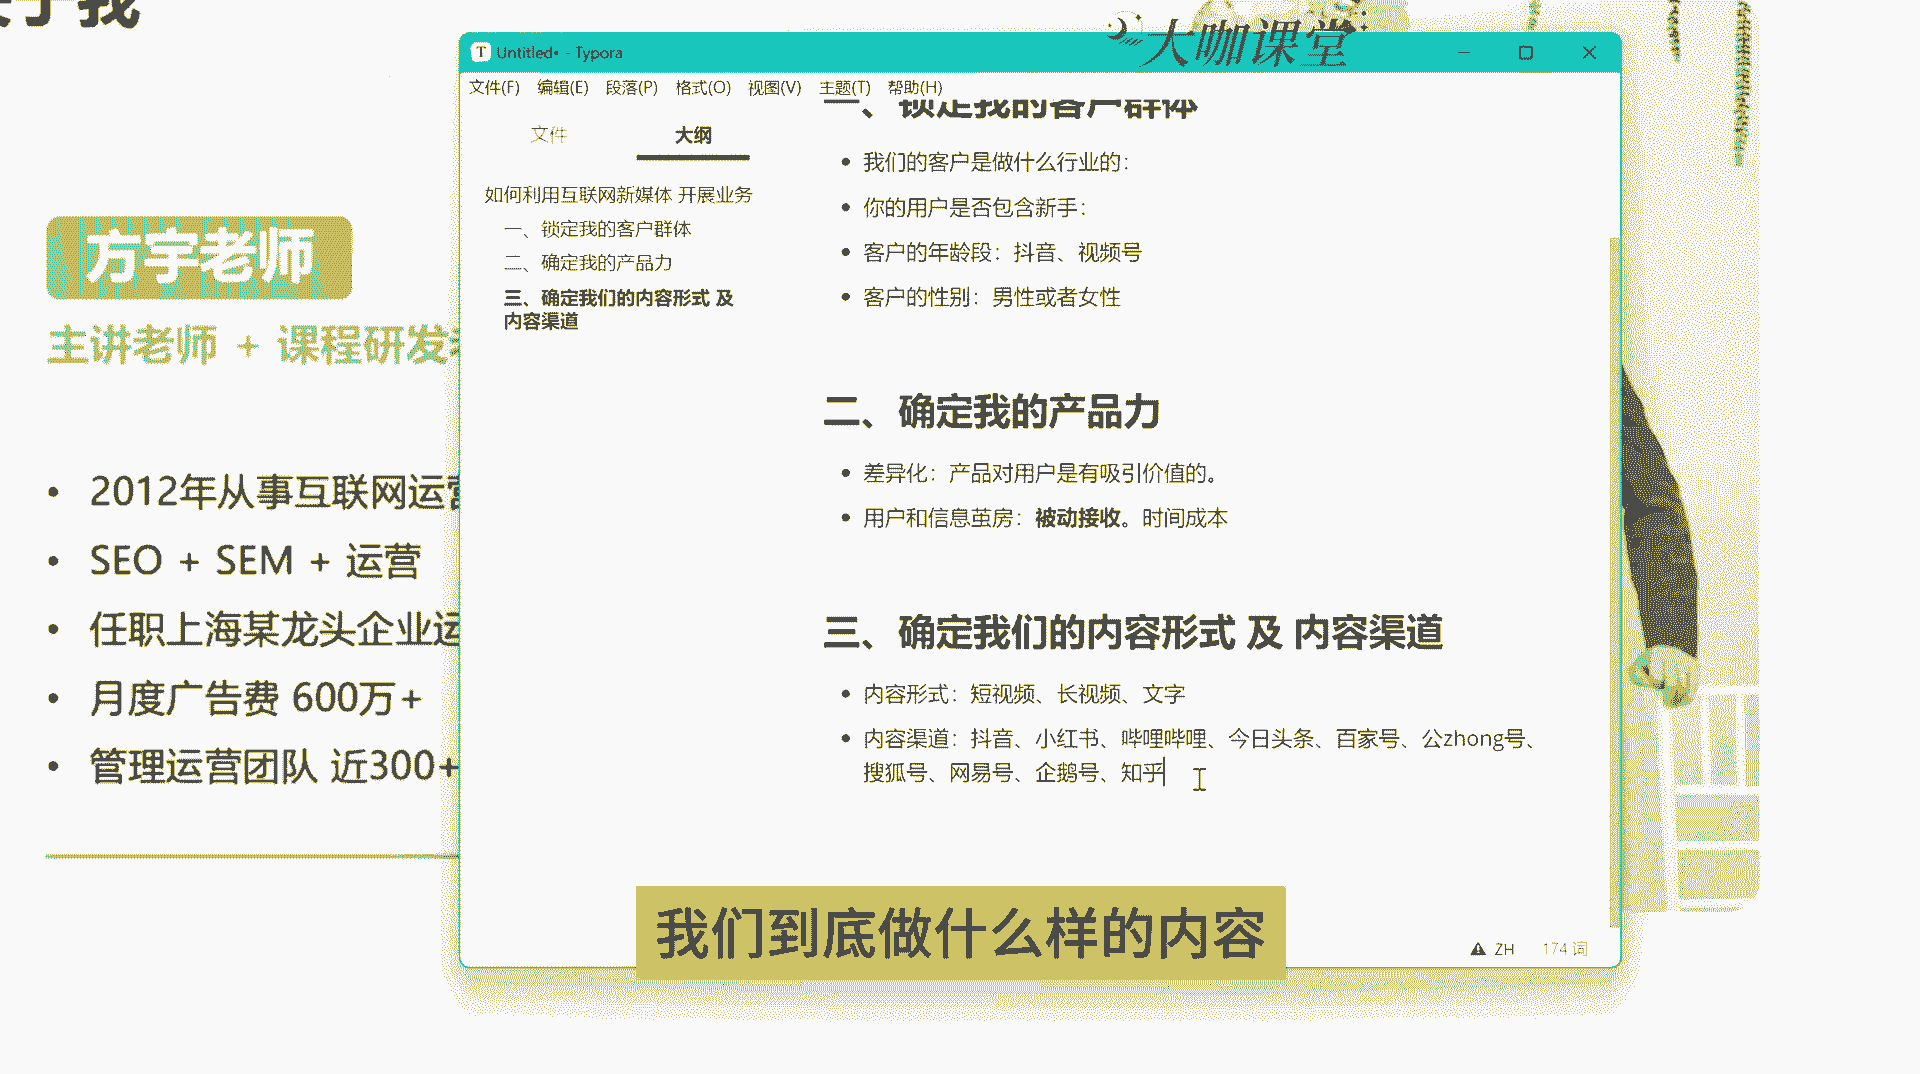 于我
大咖课堂
Untitled• - Typora
文件(F) 编辑(E) 段落(P) 格式(O) 视图(V) 主题(T) 帮助(H)
文件 大纲
如何利用互联网新媒体 开展业务
一、锁定我的客户群体
二、确定我的产品力
三、确定我们的内容形式 及
内容渠道
一、锁定我的客户群体
我们的客户是做什么行业的：
你的用户是否包含新手：
客户的年龄段：抖音、视频号
客户的性别：男性或者女性
二、确定我的产品力
差异化：产品对用户是有吸引价值的。
用户和信息茧房：被动接收。时间成本
三、确定我们的内容形式 及 内容渠道
内容形式：短视频、长视频、文字
内容渠道：抖音、小红书、哔哩哔哩、今日头条、百家号、公zhong号、
搜狐号、网易号、企鹅号、知乎
ZH 174 词
方宇老师
主讲老师 + 课程研发
• 2012年从事互联网运营
• SEO + SEM + 运营
• 任职上海某龙头企业运
• 月度广告费 600万+
• 管理运营团队 近300+
我们到底做什么样的内容